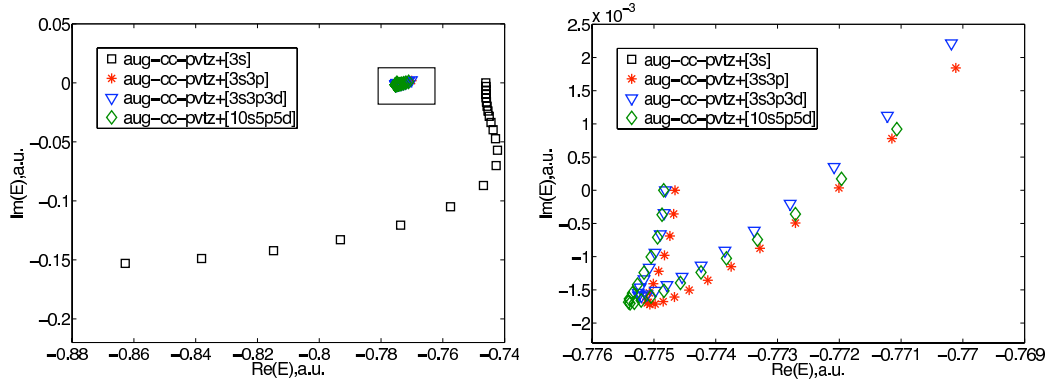 0.05
0
−0.05
−0.1
−0.15
−0.2
Im(E),a.u.
aug−cc−pvtz+[3s]
aug−cc−pvtz+[3s3p]
aug−cc−pvtz+[3s3p3d]
aug−cc−pvtz+[10s5p5d]
−0.88 −0.86 −0.84 −0.82 −0.8 −0.78 −0.76 −0.74
Re(E),a.u.
2.5 x 10⁻³
2
1.5
1
0.5
0
−0.5
−1
−1.5
−2
Im(E),a.u.
aug−cc−pvtz+[3s]
aug−cc−pvtz+[3s3p]
aug−cc−pvtz+[3s3p3d]
aug−cc−pvtz+[10s5p5d]
−0.776 −0.775 −0.774 −0.773 −0.772 −0.771 −0.77 −0.769
Re(E),a.u.